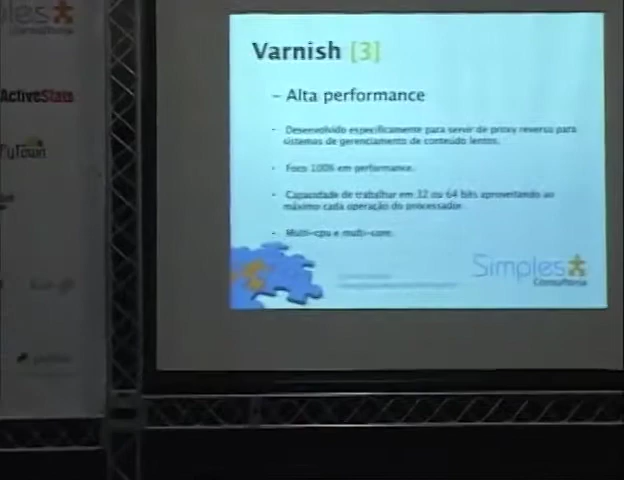 ples
Consultoria
ActiveState
Varnish [3]
– Alta performance
- Desenvolvido especificamente para servir de proxy reverso para
sistemas de gerenciamento de conteúdo lentos.
- Foco 100% em performance.
- Capacidade de trabalhar em 32 ou 64 bits aproveitando ao
máximo cada operação do processador.
- Multi-cpu e multi-core.
Simples
Consultoria